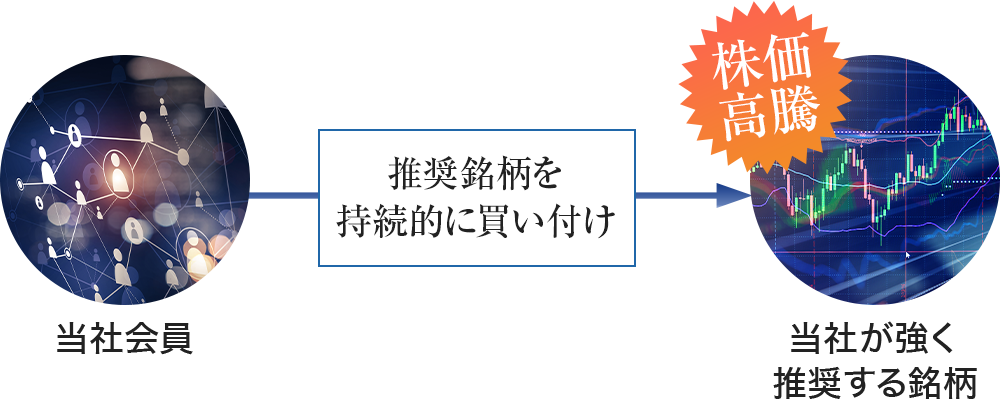 株価
高騰
推奨銘柄を
持続的に買い付け
当社会員
当社が強く
推奨する銘柄